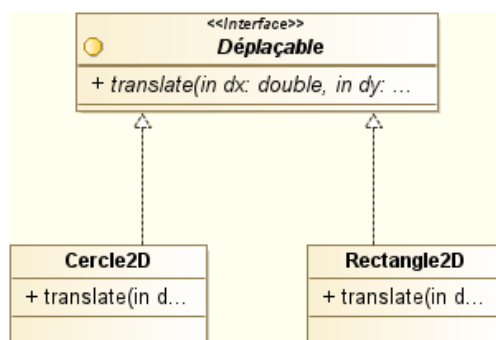 <<Interface>>
Déplaçable
+ translate(in dx: double, in dy: ...
Cercle2D
+ translate(in d...
Rectangle2D
+ translate(in d...